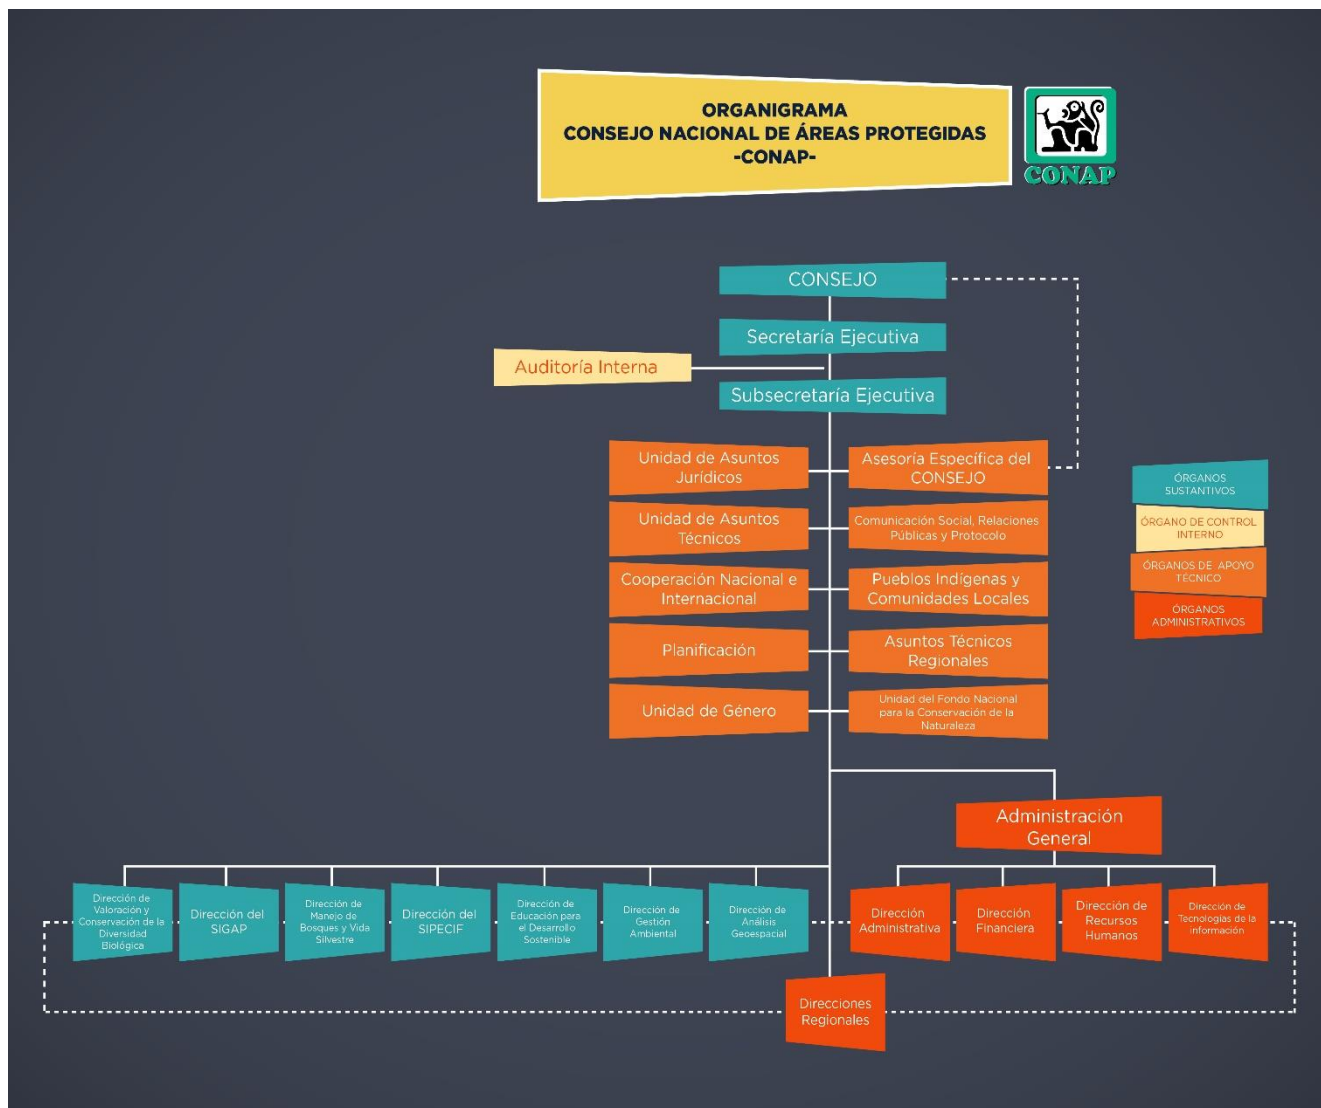 ORGANIGRAMA
CONSEJO NACIONAL DE ÁREAS PROTEGIDAS
-CONAP-
CONAP
CONSEJO
Secretaría Ejecutiva
Auditoría Interna
Subsecretaría Ejecutiva
Unidad de Asuntos
Jurídicos
Asesoría Específica del
CONSEJO
Unidad de Asuntos
Técnicos
Comunicación Social, Relaciones
Públicas y Protocolo
Cooperación Nacional e
Internacional
Pueblos Indígenas y
Comunidades Locales
Planificación
Asuntos Técnicos
Regionales
Unidad de Género
Unidad del Fondo Nacional
para la Conservación de la
Naturaleza
ÓRGANOS
SUSTANTIVOS
ÓRGANO DE CONTROL
INTERNO
ÓRGANOS DE APOYO
TÉCNICO
ÓRGANOS
ADMINISTRATIVOS
Administración
General
Dirección de
Valoración y
Conservación de la
Diversidad
Biológica
Dirección del
SIGAP
Dirección de
Manejo de
Bosques y Vida
Silvestre
Dirección del
SIPECIF
Dirección de
Educación para
el Desarrollo
Sostenible
Dirección de
Gestión
Ambiental
Dirección de
Análisis
Geoespacial
Dirección
Administrativa
Dirección
Financiera
Dirección de
Recursos
Humanos
Dirección de
Tecnologías de la
información
Direcciones
Regionales